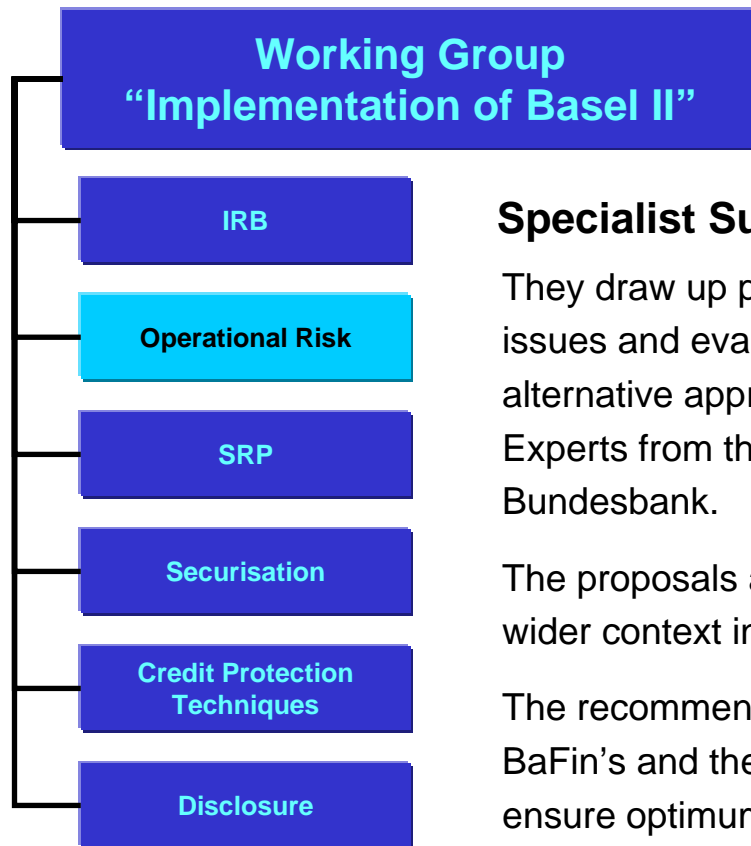 Working Group
“Implementation of Basel II”
IRB
Operational Risk
SRP
Securisation
Credit Protection
Techniques
Disclosure
Specialist Su
They draw up p
issues and eva
alternative appr
Experts from th
Bundesbank.
The proposals a
wider context in
The recommen
BaFin’s and the
ensure optimun